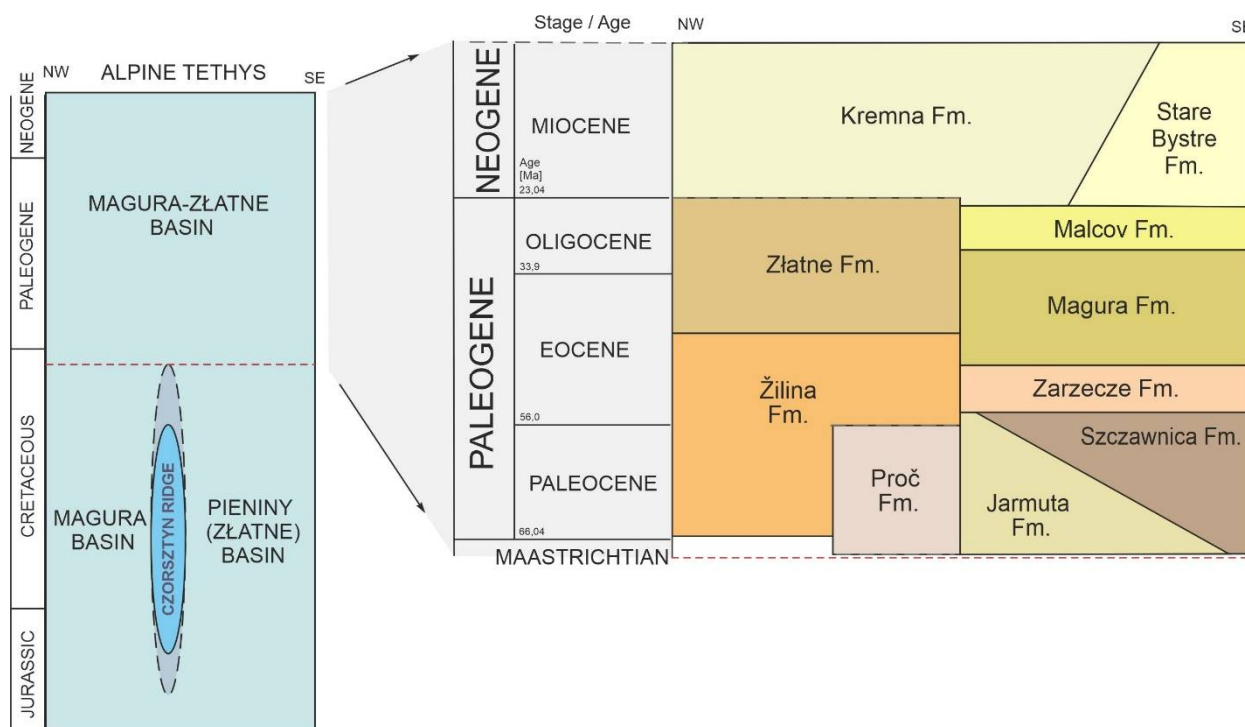 NW
ALPINE TETHYS
SE
NEOGENE
PALEOGENE
CRETACEOUS
JURASSIC
MAGURA-ZŁATNE
BASIN
MAGURA
BASIN
CZORSZTYN RIDGE
PIENINY
(ZŁATNE)
BASIN
Stage / Age
NW
NEOGENE
PALEOGENE
MIOCENE
Age
[Ma]
23,04
OLIGOCENE
33,9
EOCENE
56,0
PALEOCENE
66,04
MAASTRICHTIAN
Kremna Fm.
Stare
Bystre
Fm.
Złatne Fm.
Malcov Fm.
Magura Fm.
Žilina
Fm.
Zarzecze Fm.
Szczawnica Fm.
Proč
Fm.
Jarmuta
Fm.